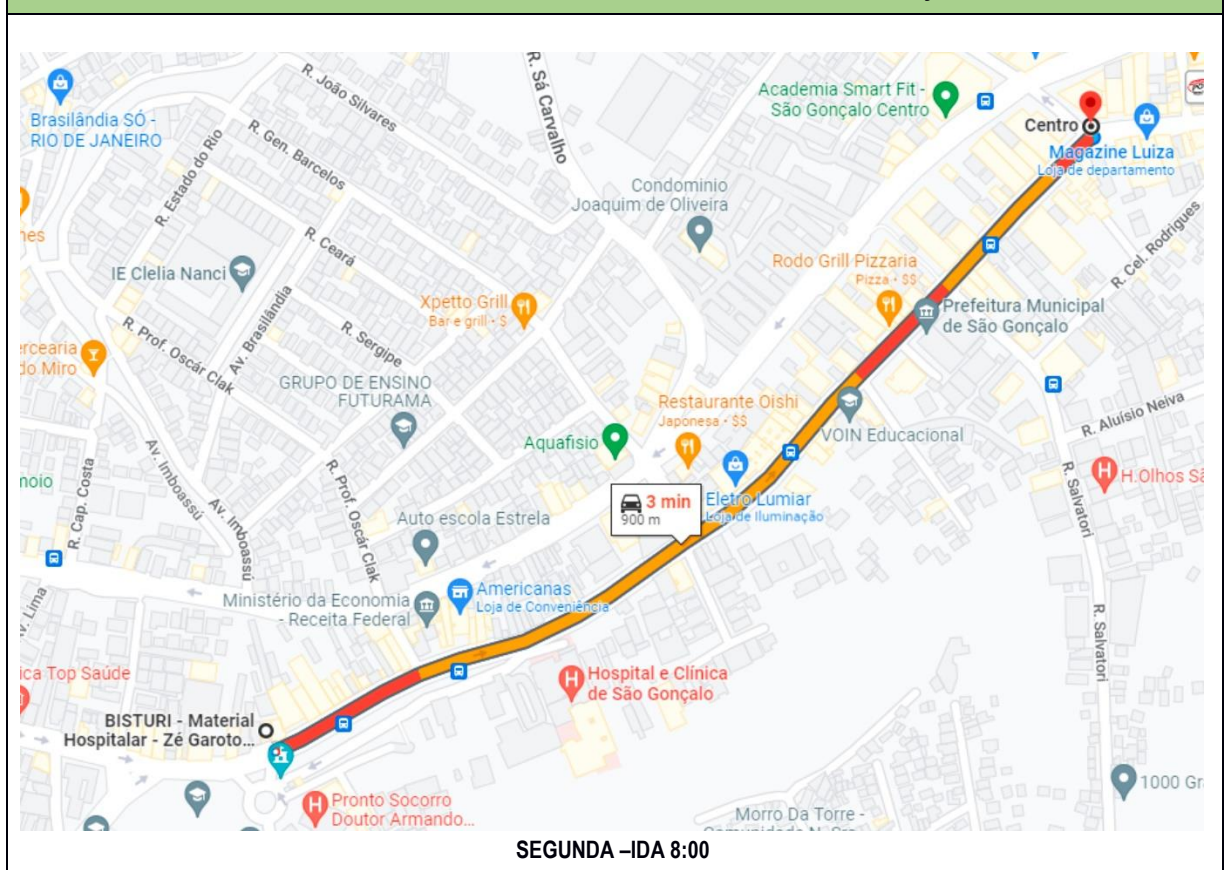 R. João Silvares
R. Sá Carvalho
Academia Smart Fit -
São Gonçalo Centro
Brasilândia SÓ -
RIO DE JANEIRO
Centro
Magazine Luiza
Loja de departamento
R. Gen. Barcelos
R. Estado do Rio
Condominio
Joaquim de Oliveira
R. Cel. Rodrigues
R. Ceará
IE Clelia Nanci
Rodo Grill Pizzaria
Pizza · $$
Xpetto Grill
Bar e grill · $
Prefeitura Municipal
de São Gonçalo
Av. Brasilândia
R. Prof. Oscár Clak
R. Sergipe
do Miro
GRUPO DE ENSINO
FUTURAMA
Restaurante Oishi
Japonesa · $$
R. Aluísio Neiva
Aquafisio
VOIN Educacional
Av. Imboassú
R. Cap. Costa
H.Olhos
R. Salvatori
3 min
900 m
Eletro Lumiar
Loja de Iluminação
Av. Imboassú
R. Prof. Oscár Clak
Auto escola Estrela
Americanas
Loja de Conveniência
Ministério da Economia
- Receita Federal
Lima
R. Salvatori
Top Saúde
Hospital e Clínica
de São Gonçalo
BISTURI - Material
Hospitalar - Zé Garoto...
1000
Pronto Socorro
Doutor Armando...
Morro Da Torre -
SEGUNDA –IDA 8:00